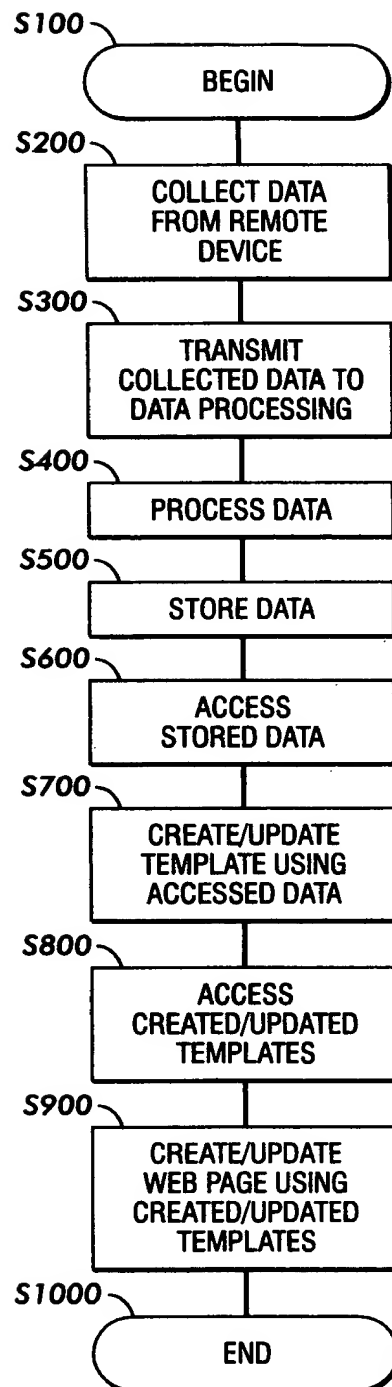 S100
BEGIN
S200
COLLECT DATA
FROM REMOTE
DEVICE
S300
TRANSMIT
COLLECTED DATA TO
DATA PROCESSING
S400
PROCESS DATA
S500
STORE DATA
S600
ACCESS
STORED DATA
S700
CREATE/UPDATE
TEMPLATE USING
ACCESSED DATA
S800
ACCESS
CREATED/UPDATED
TEMPLATES
S900
CREATE/UPDATE
WEB PAGE USING
CREATED/UPDATED
TEMPLATES
S1000
END